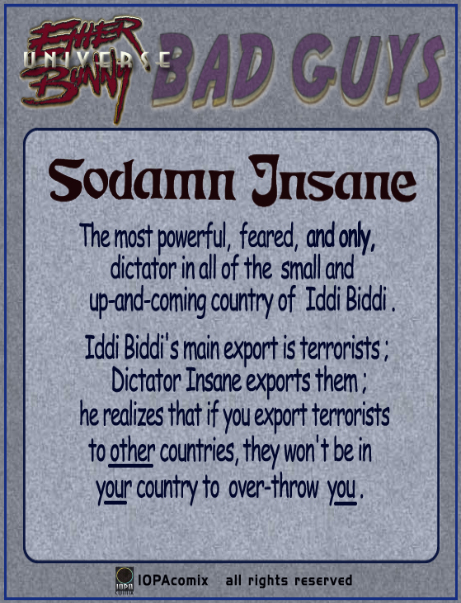 ETHER
UNIVERSE
BUNNY
BAD GUYS
Sodamn Insane
The most powerful, feared, and only,
dictator in all of the small and
up-and-coming country of Iddi Biddi.
Iddi Biddi's main export is terrorists;
Dictator Insane exports them;
he realizes that if you export terrorists
to other countries, they won't be in
your country to over-throw you.
IOPA
IOPAcomix all rights reserved